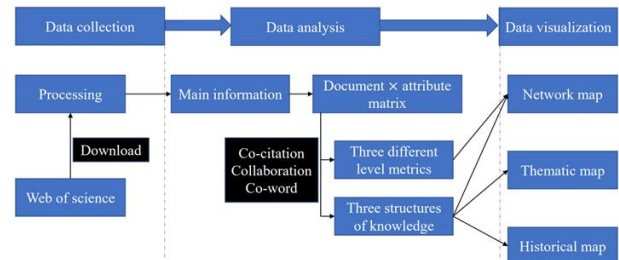 Data collection
Data analysis
Data visualization
Processing
Main information
Document × attribute
matrix
Network map
Download
Co-citation
Collaboration
Co-word
Three different
level metrics
Thematic map
Web of science
Three structures
of knowledge
Historical map